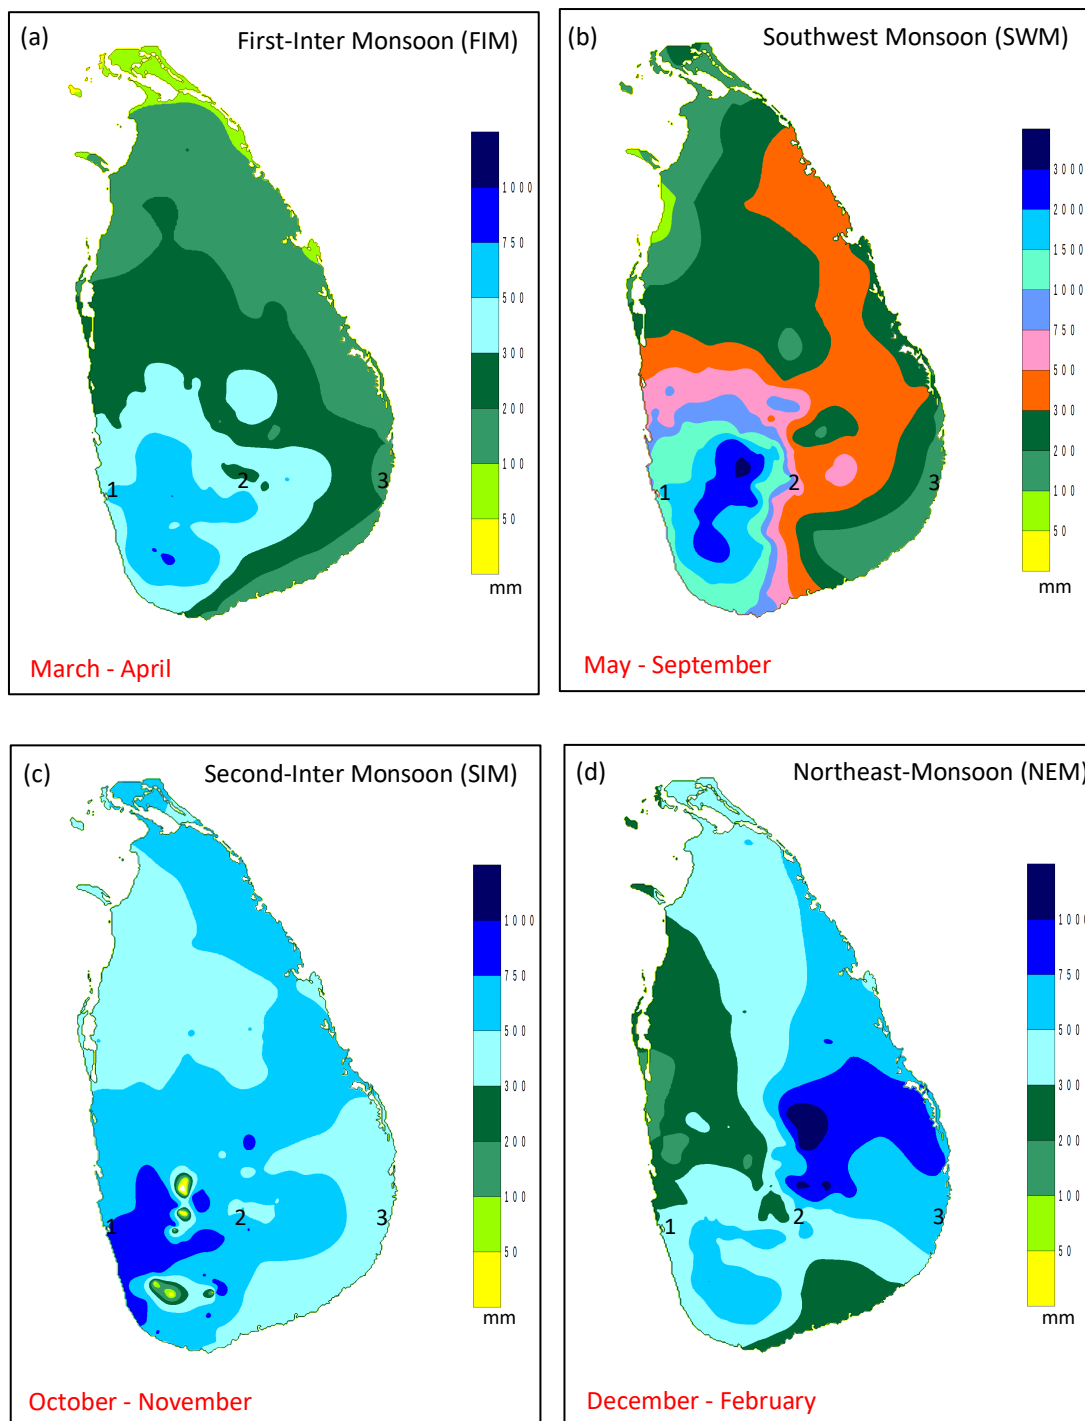 (a)
First-Inter Monsoon (FIM)
1000
750
500
300
200
100
50
mm
1
2
3
March - April
(b)
Southwest Monsoon (SWM)
3000
2000
1500
1000
750
500
300
200
100
50
mm
1
2
3
May - September
(c)
Second-Inter Monsoon (SIM)
1000
750
500
300
200
100
50
mm
1
2
3
October - November
(d)
Northeast-Monsoon (NEM)
1000
750
500
300
200
100
50
mm
1
2
3
December - February